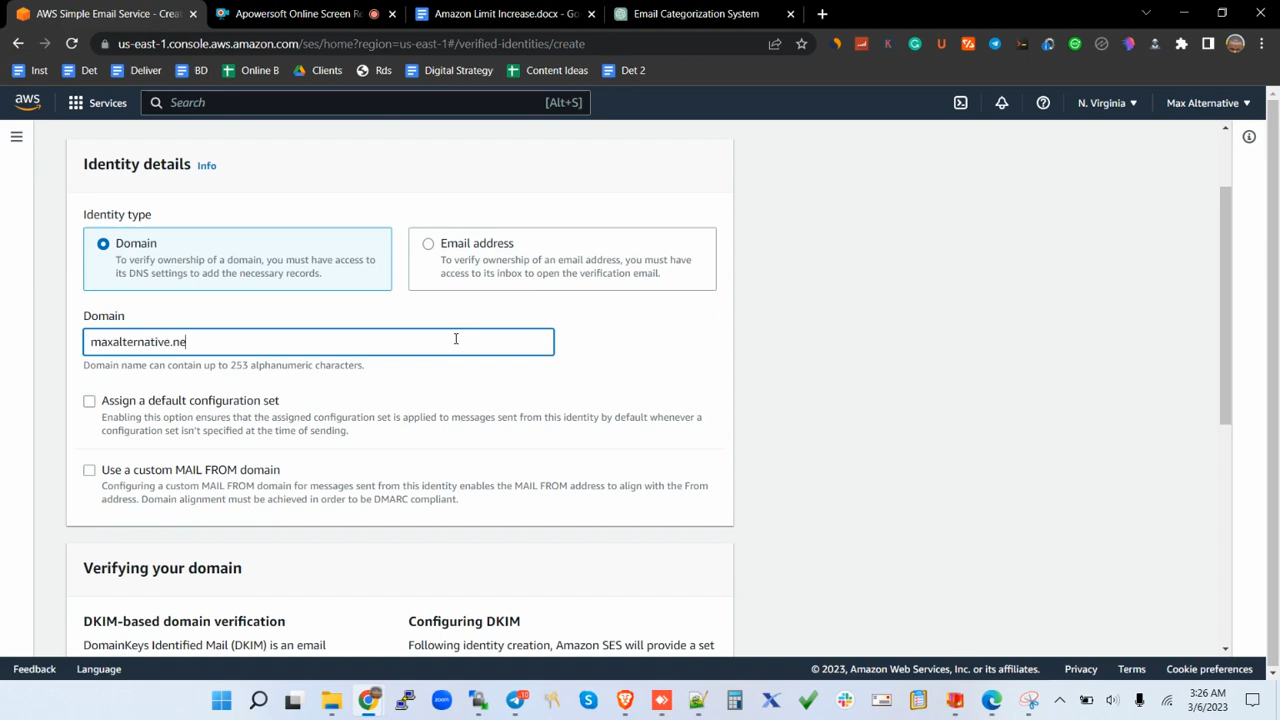 AWS Simple Email Service - Creat
Apowersoft Online Screen Re
Amazon Limit Increase.docx - Go
Email Categorization System
us-east-1.console.aws.amazon.com/ses/home?region=us-east-1#/verified-identities/create
Inst
Det
Deliver
BD
Online B
Clients
Rds
Digital Strategy
Content Ideas
Det 2
aws
Services
Search
[Alt+S]
N. Virginia
Max Alternative
Identity details Info
Identity type
Domain
To verify ownership of a domain, you must have access to
its DNS settings to add the necessary records.
Email address
To verify ownership of an email address, you must have
access to its inbox to open the verification email.
Domain
maxalternative.ne
Domain name can contain up to 253 alphanumeric characters.
Assign a default configuration set
Enabling this option ensures that the assigned configuration set is applied to messages sent from this identity by default whenever a
configuration set isn't specified at the time of sending.
Use a custom MAIL FROM domain
Configuring a custom MAIL FROM domain for messages sent from this identity enables the MAIL FROM address to align with the From
address. Domain alignment must be achieved in order to be DMARC compliant.
Verifying your domain
DKIM-based domain verification
DomainKeys Identified Mail (DKIM) is an email
Configuring DKIM
Following identity creation, Amazon SES will provide a set
Feedback
Language
© 2023, Amazon Web Services, Inc. or its affiliates.
Privacy
Terms
Cookie preferences
3:26 AM
3/6/2023